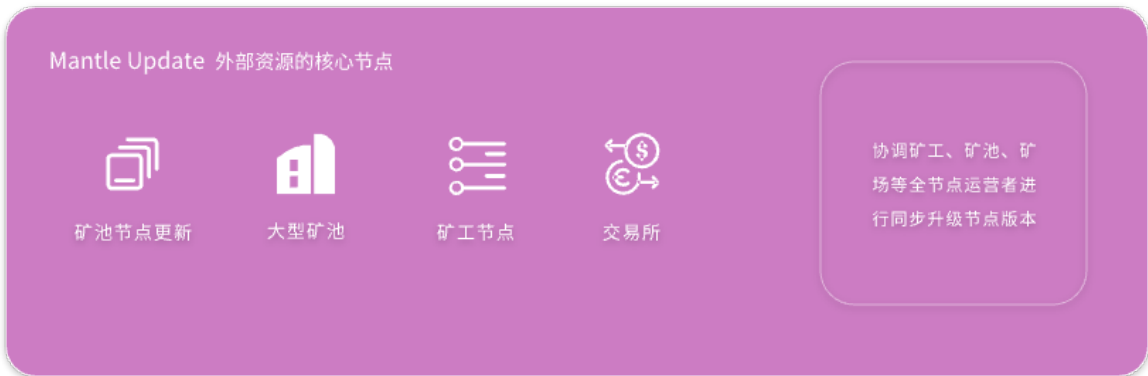 Mantle Update 外部资源的核心节点
矿池节点更新
大型矿池
矿工节点
交易所
协调矿工、矿池、矿
场等全节点运营者进
行同步升级节点版本